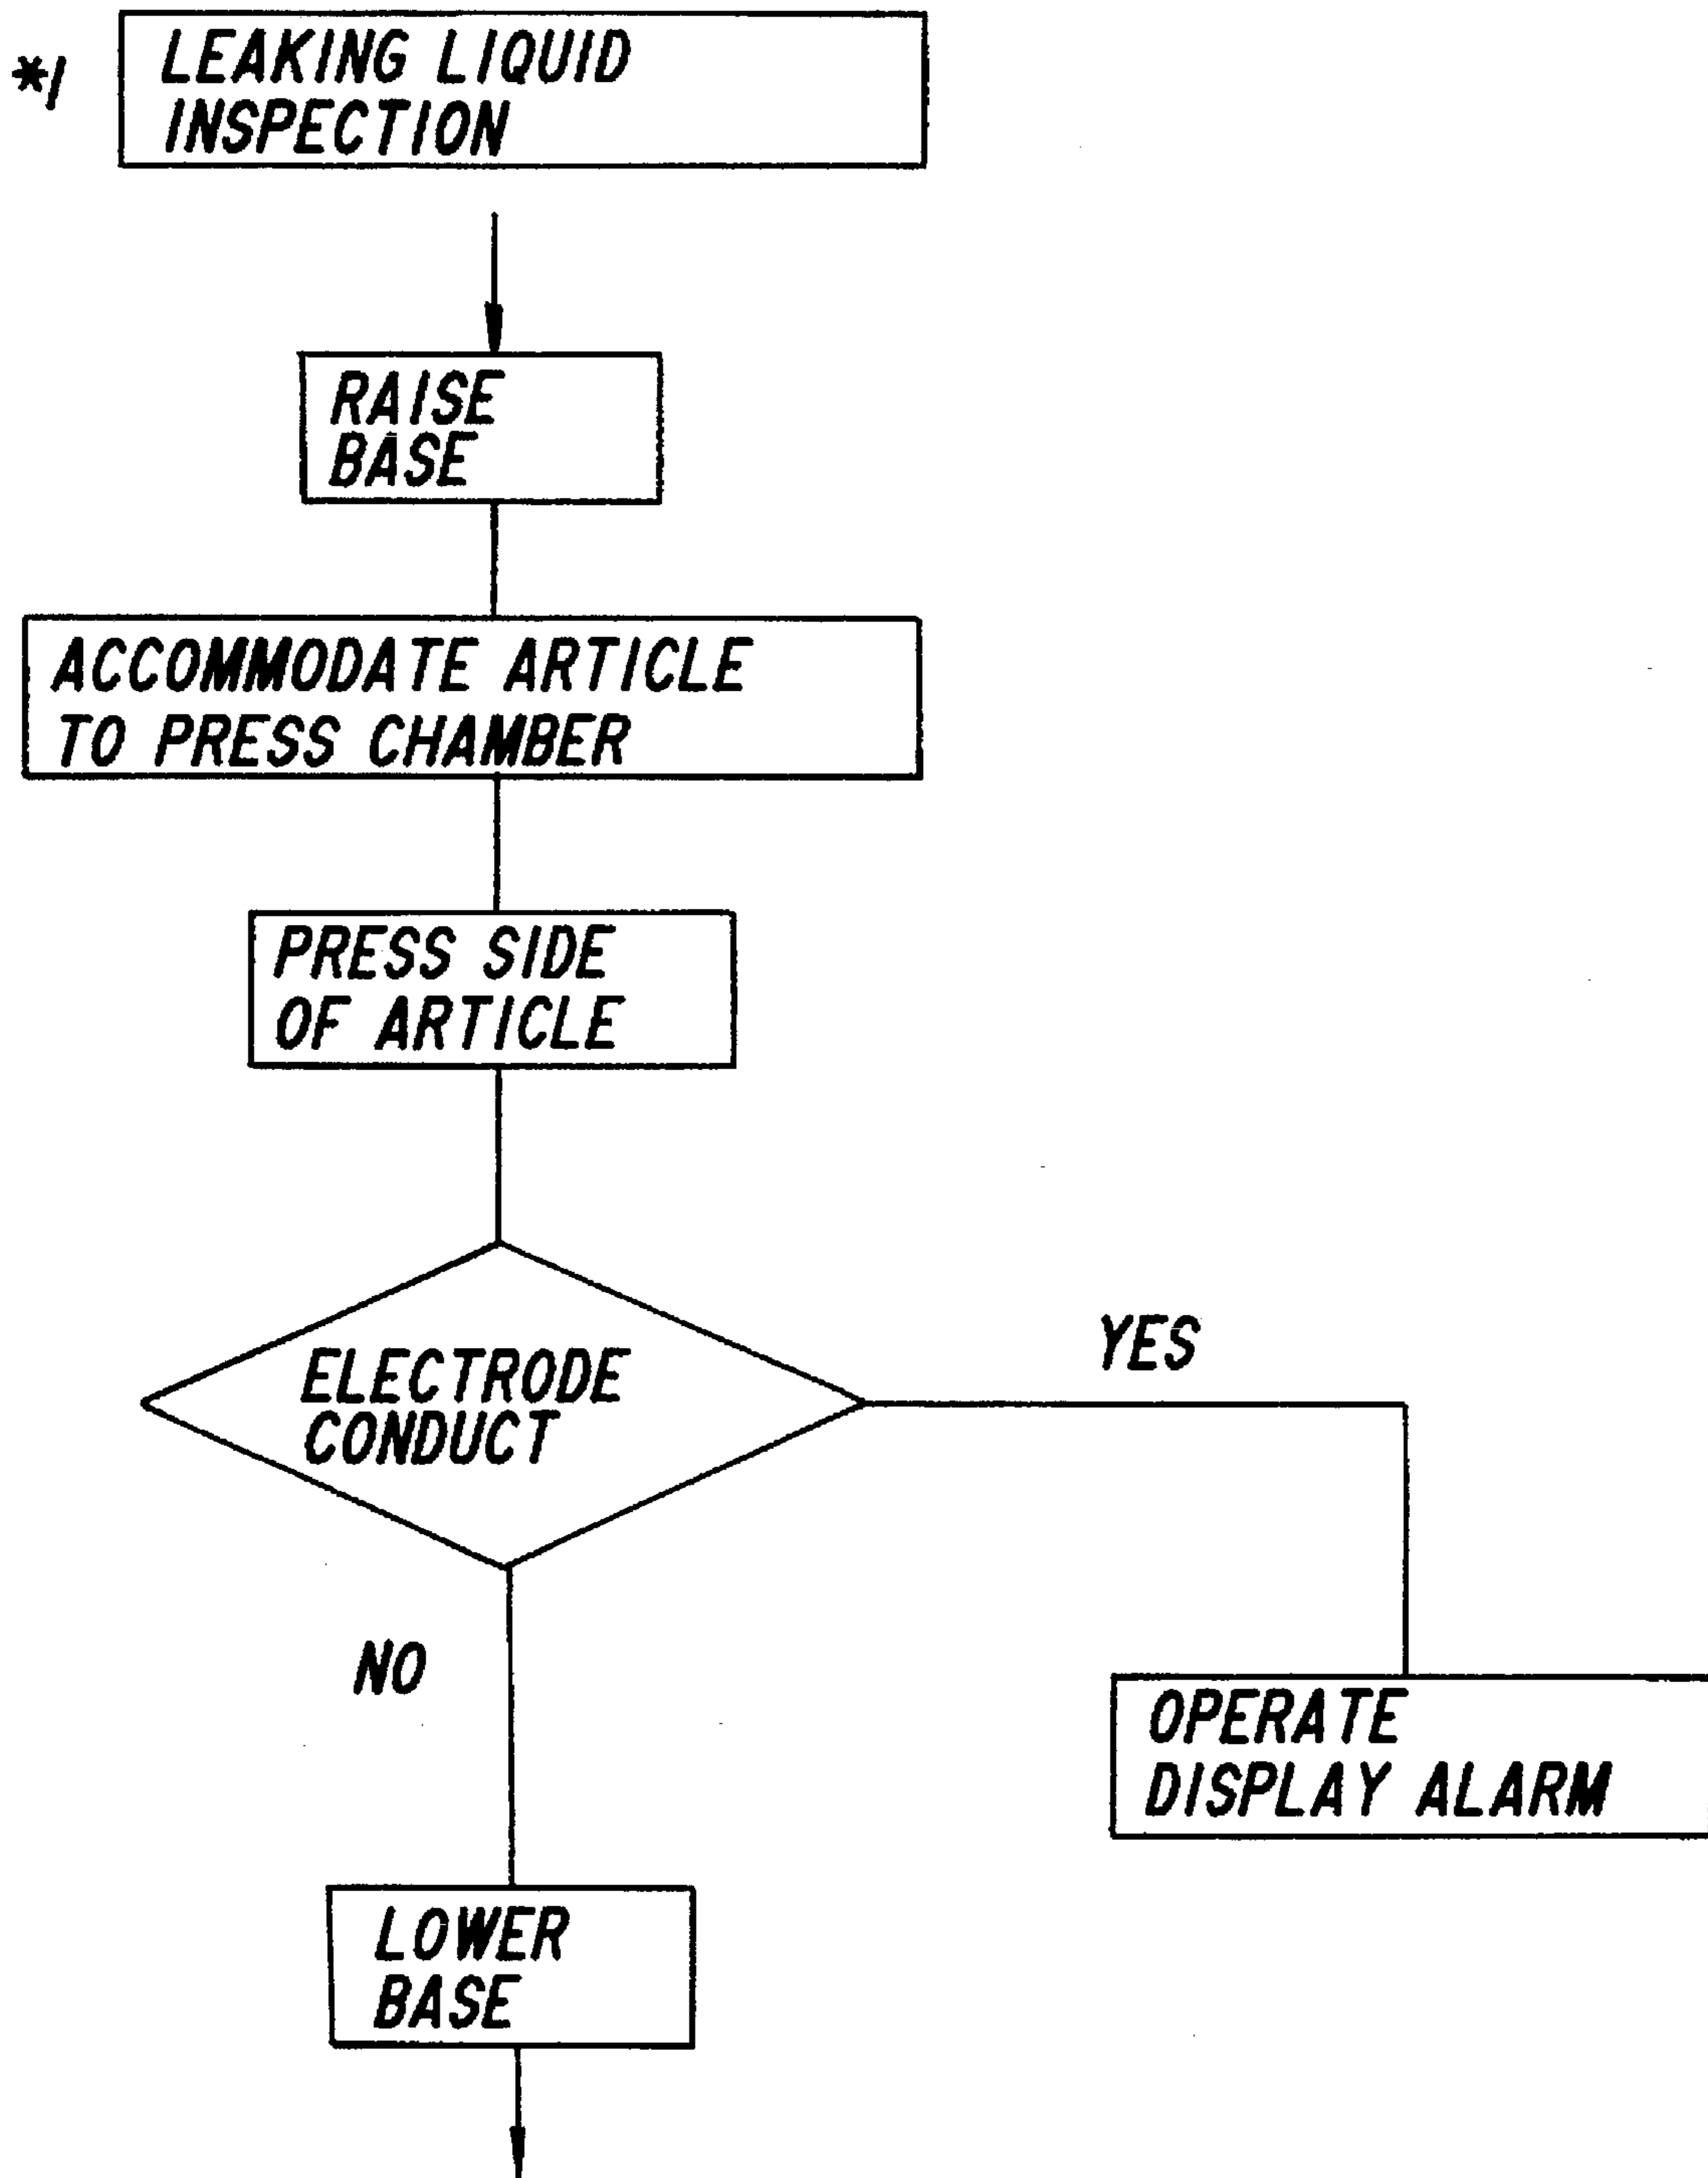 *1
LEAKING LIQUID
INSPECTION
RAISE
BASE
ACCOMMODATE ARTICLE
TO PRESS CHAMBER
PRESS SIDE
OF ARTICLE
ELECTRODE
CONDUCT
YES
NO
OPERATE
DISPLAY ALARM
LOWER
BASE